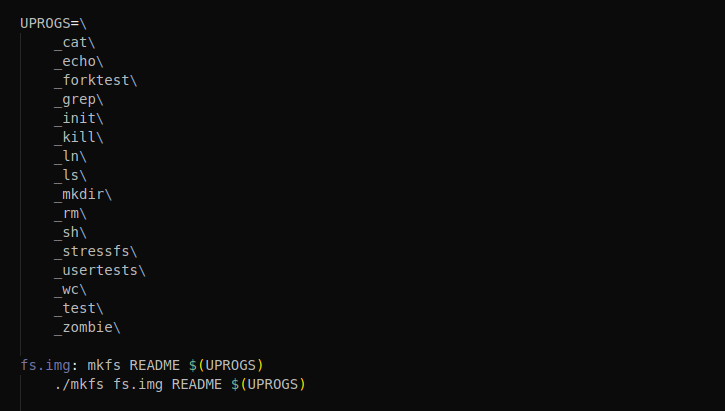 UPROGS=\
    _cat\
    _echo\
    _forktest\
    _grep\
    _init\
    _kill\
    _ln\
    _ls\
    _mkdir\
    _rm\
    _sh\
    _stressfs\
    _usertests\
    _wc\
    _test\
    _zombie\

fs.img: mkfs README $(UPROGS)
    ./mkfs fs.img README $(UPROGS)